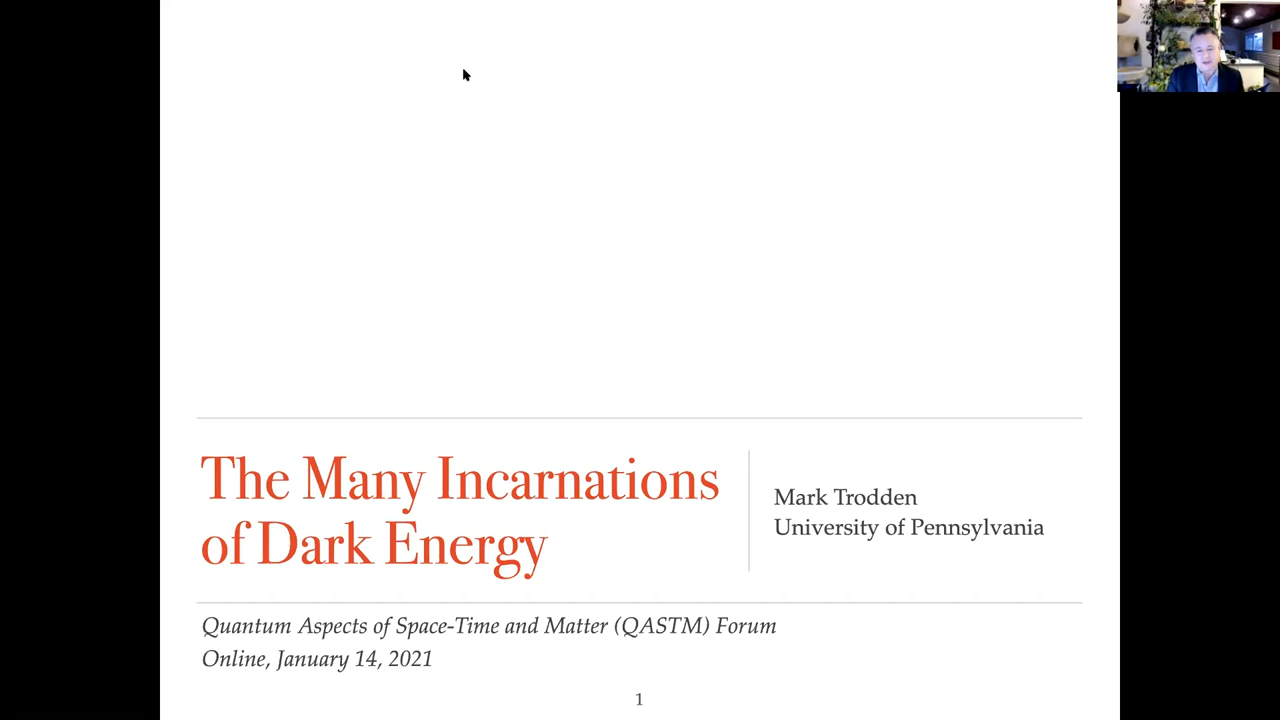 The Many Incarnations
of Dark Energy
Mark Trodden
University of Pennsylvania
Quantum Aspects of Space-Time and Matter (QASTM) Forum
Online, January 14, 2021
1